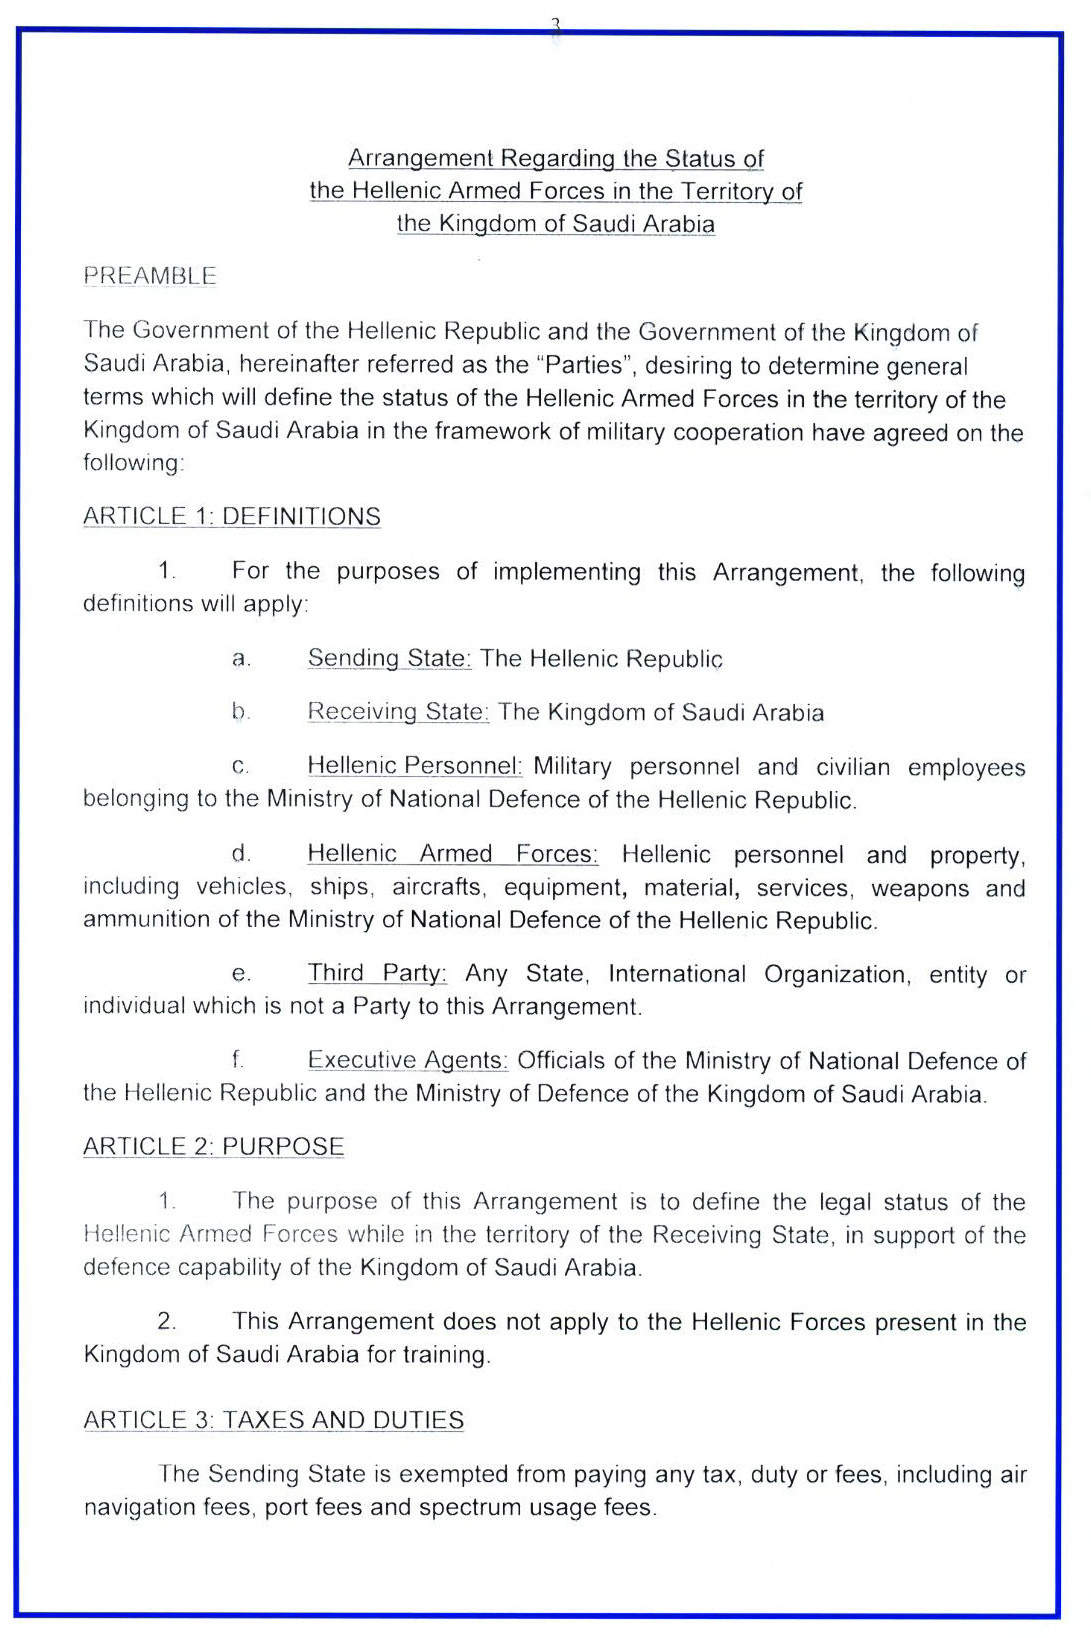 3
Arrangement Regarding the Status of
the Hellenic Armed Forces in the Territory of
the Kingdom of Saudi Arabia
PREAMBLE
The Government of the Hellenic Republic and the Government of the Kingdom of
Saudi Arabia, hereinafter referred as the “Parties”, desiring to determine general
terms which will define the status of the Hellenic Armed Forces in the territory of the
Kingdom of Saudi Arabia in the framework of military cooperation have agreed on the
following:
ARTICLE 1: DEFINITIONS
1. For the purposes of implementing this Arrangement, the following
definitions will apply:
a. Sending State: The Hellenic Republic
b. Receiving State: The Kingdom of Saudi Arabia
c. Hellenic Personnel: Military personnel and civilian employees
belonging to the Ministry of National Defence of the Hellenic Republic.
d. Hellenic Armed Forces: Hellenic personnel and property,
including vehicles, ships, aircrafts, equipment, material, services, weapons and
ammunition of the Ministry of National Defence of the Hellenic Republic.
e. Third Party: Any State, International Organization, entity or
individual which is not a Party to this Arrangement.
f. Executive Agents: Officials of the Ministry of National Defence of
the Hellenic Republic and the Ministry of Defence of the Kingdom of Saudi Arabia.
ARTICLE 2: PURPOSE
1. The purpose of this Arrangement is to define the legal status of the
Hellenic Armed Forces while in the territory of the Receiving State, in support of the
defence capability of the Kingdom of Saudi Arabia.
2. This Arrangement does not apply to the Hellenic Forces present in the
Kingdom of Saudi Arabia for training.
ARTICLE 3: TAXES AND DUTIES
The Sending State is exempted from paying any tax, duty or fees, including air
navigation fees, port fees and spectrum usage fees.